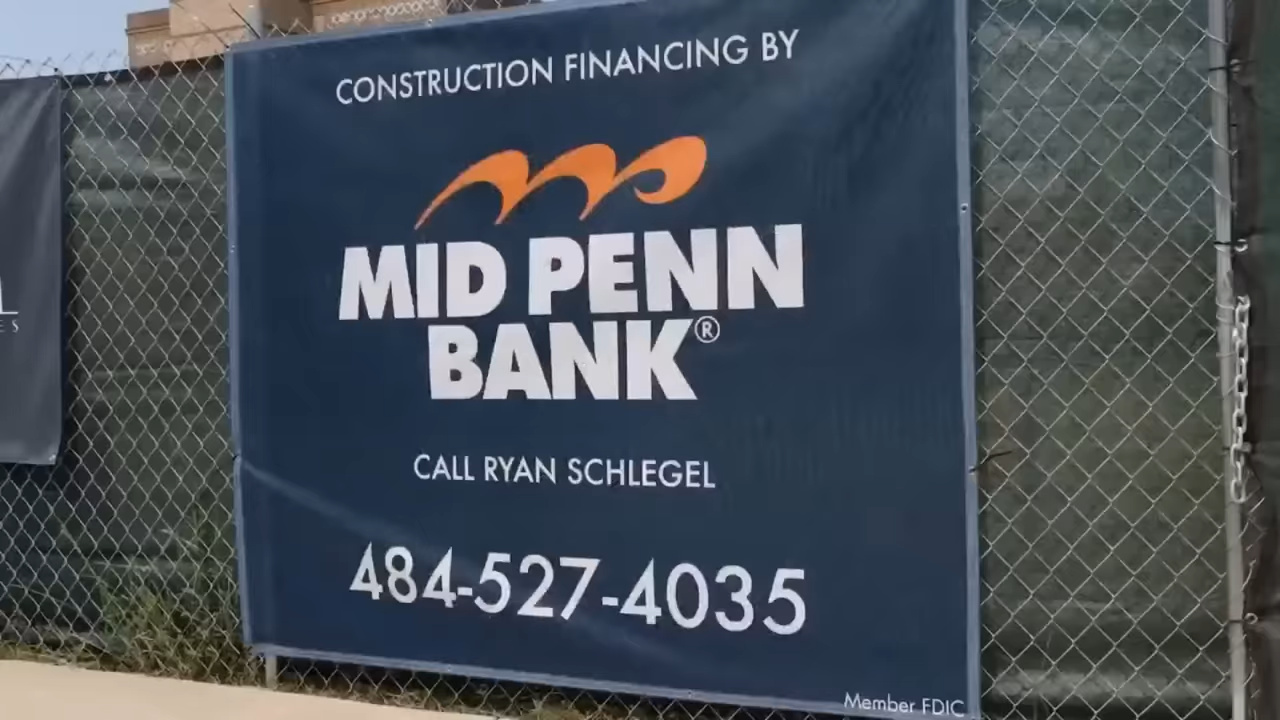 CONSTRUCTION FINANCING BY
MID PENN
BANK®
CALL RYAN SCHLEGEL
484-527-4035
Member FDIC